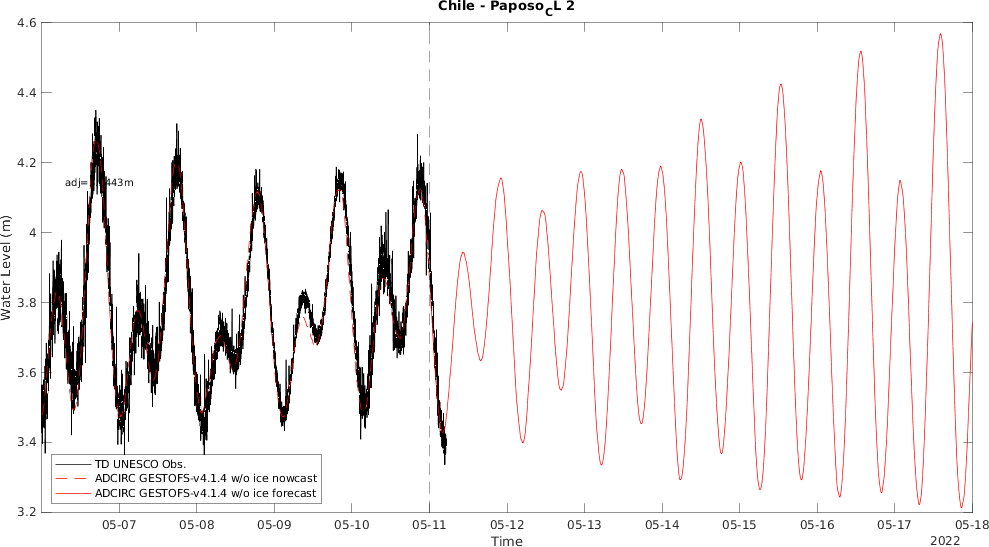 Chile - Paposo_CL 2
Water Level (m)
4.6
4.4
4.2
4
3.8
3.6
3.4
3.2
adj= 443m
TD UNESCO Obs.
ADCIRC GESTOFS-v4.1.4 w/o ice nowcast
ADCIRC GESTOFS-v4.1.4 w/o ice forecast
05-07 05-08 05-09 05-10 05-11 05-12 05-13 05-14 05-15 05-16 05-17 05-18
Time
2022